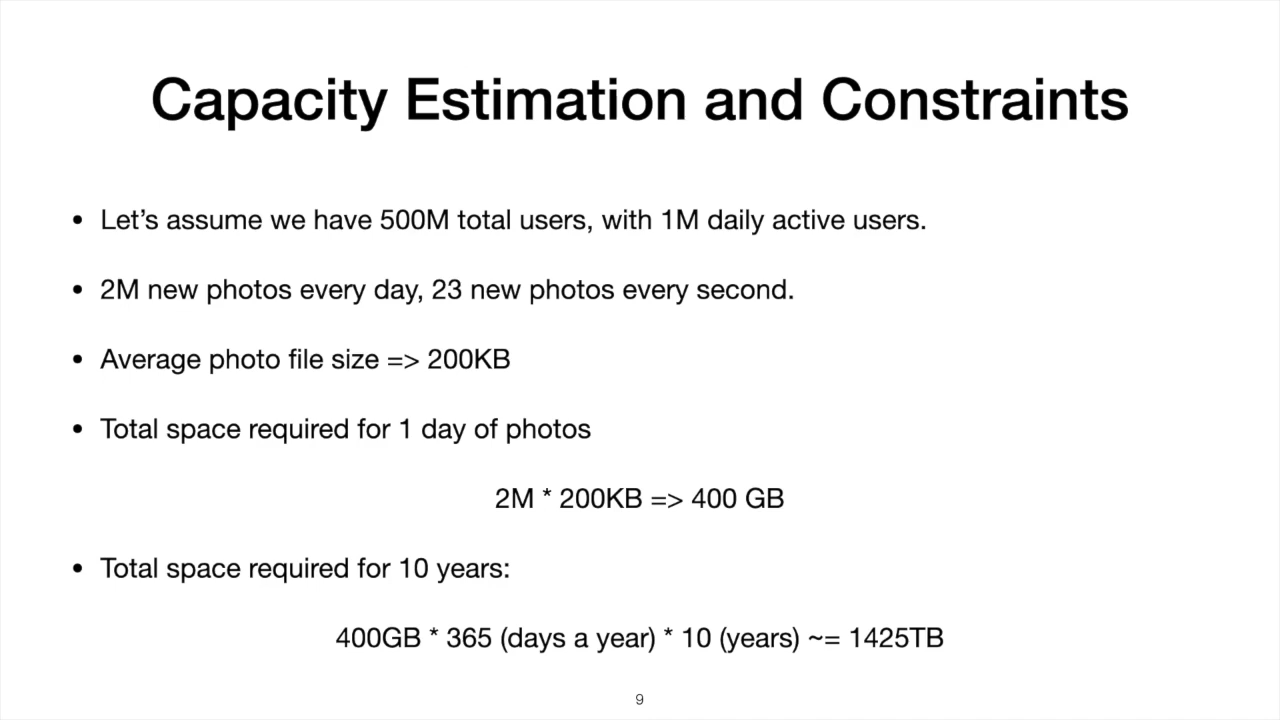 Capacity Estimation and Constraints
• Let’s assume we have 500M total users, with 1M daily active users.
• 2M new photos every day, 23 new photos every second.
• Average photo file size => 200KB
• Total space required for 1 day of photos
2M * 200KB => 400 GB
• Total space required for 10 years:
400GB * 365 (days a year) * 10 (years) ~= 1425TB
9